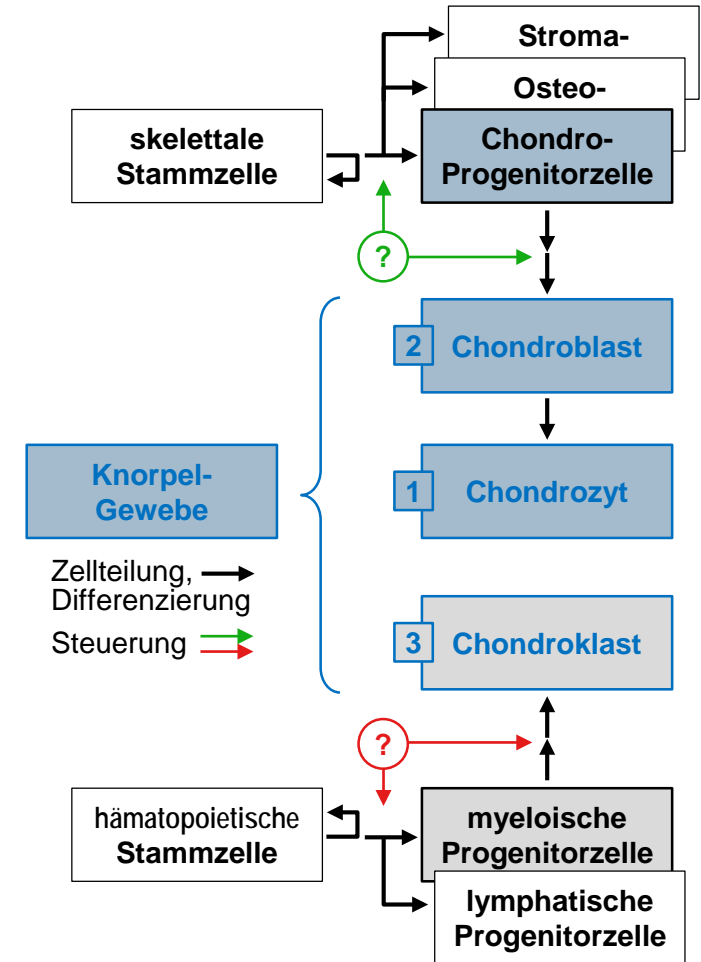 Stroma-
Osteo-
skelettale
Stammzelle
Chondro-
Progenitorzelle
?
2
Chondroblast
Knorpel-
Gewebe
1
Chondrozyt
Zellteilung,
Differenzierung
Steuerung
3
Chondroklast
?
hämatopoietische
Stammzelle
myeloische
Progenitorzelle
lymphatische
Progenitorzelle